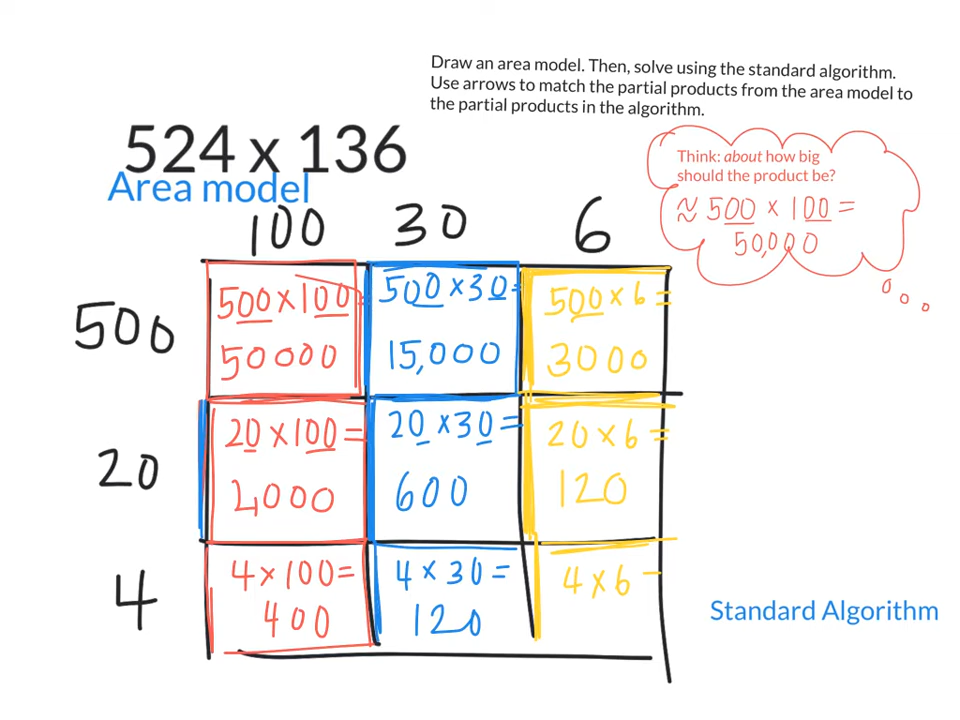 Draw an area model. Then, solve using the standard algorithm.
Use arrows to match the partial products from the area model to
the partial products in the algorithm.
524 x 136
Area model
Think: about how big
should the product be?
≈ 500 x 100 =
50,000
100 30 6
500
500 x 100 = 500 x 30 = 500 x 6 =
50000 15,000 3000
20
20 x 100 = 20 x 30 = 20 x 6 =
2000 600 120
4
4 x 100 = 4 x 30 = 4 x 6 =
400 120
Standard Algorithm